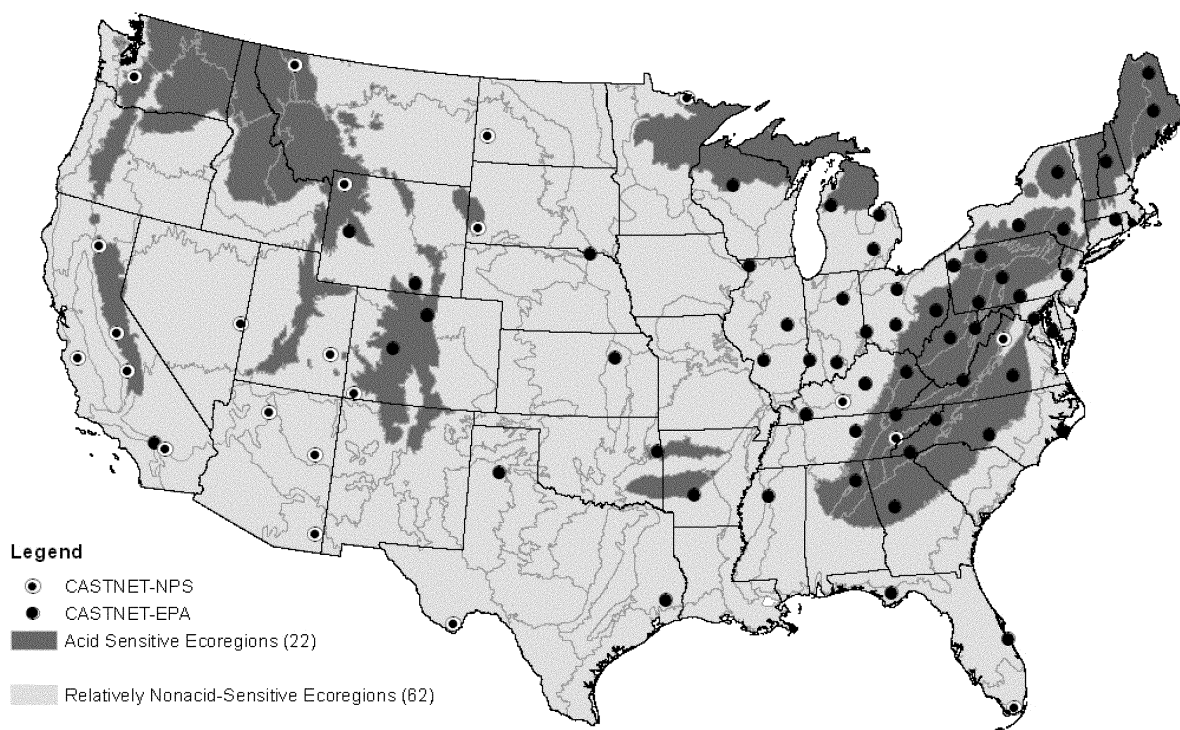 Legend
CASTNET-NPS
CASTNET-EPA
Acid Sensitive Ecoregions (22)
Relatively Nonacid-Sensitive Ecoregions (62)